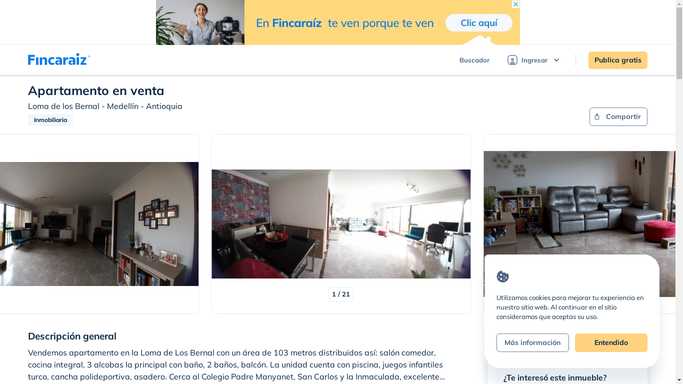 En Fincaraíz te ven porque te ven
Clic aquí
Fincaraiz
Buscador
Ingresar
Publica gratis
Apartamento en venta
Loma de los Bernal - Medellín - Antioquia
Inmobiliaria
Compartir
1 / 21
Descripción general
Vendemos apartamento en la Loma de Los Bernal con un área de 103 metros distribuidos así: salón comedor,
cocina integral, 3 alcobas la principal con baño, 2 baños, balcón. La unidad cuenta con piscina, juegos infantiles
turco, cancha polideportiva, asadero. Cerca al Colegio Padre Manyanet, San Carlos y la Inmaculada, excelente...
Utilizamos cookies para mejorar tu experiencia en
nuestro sitio web. Al continuar en el sitio
consideramos que aceptas su uso.
Más información
Entendido
¿Te interesó este inmueble?